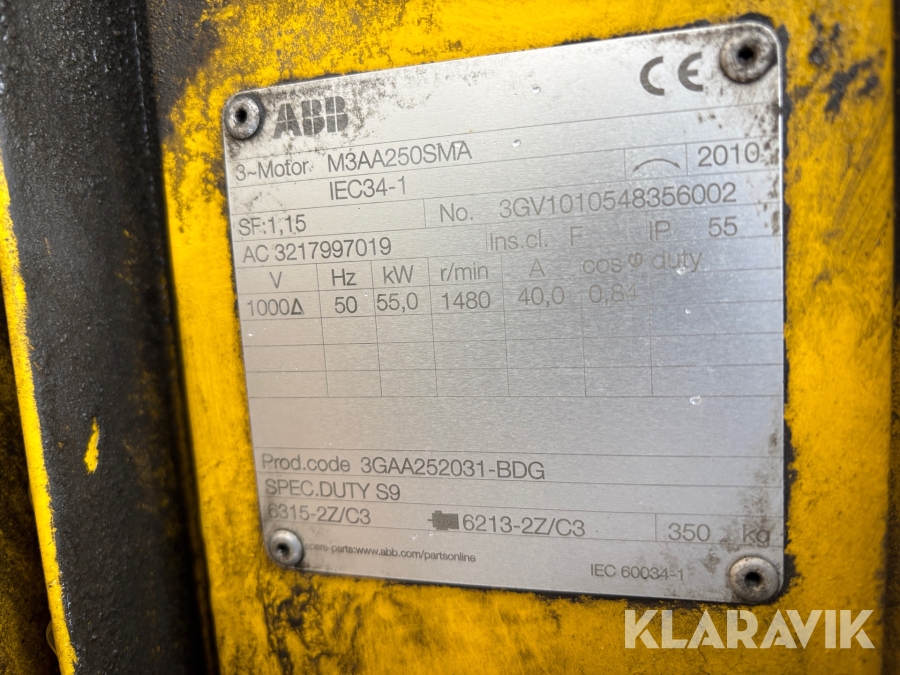 ABB CE
3~Motor M3AA250SMA 2010
IEC34-1
SF:1,15 No. 3GV1010548356002
AC 3217997019 Ins.cl. F IP 55
V Hz kW r/min A cos φ duty
1000Δ 50 55,0 1480 40,0 0,84
Prod.code 3GAA252031-BDG
SPEC.DUTY S9
6315-2Z/C3 6213-2Z/C3 350 kg
spare parts:www.abb.com/partsonline
IEC 60034-1
KLARAVIK